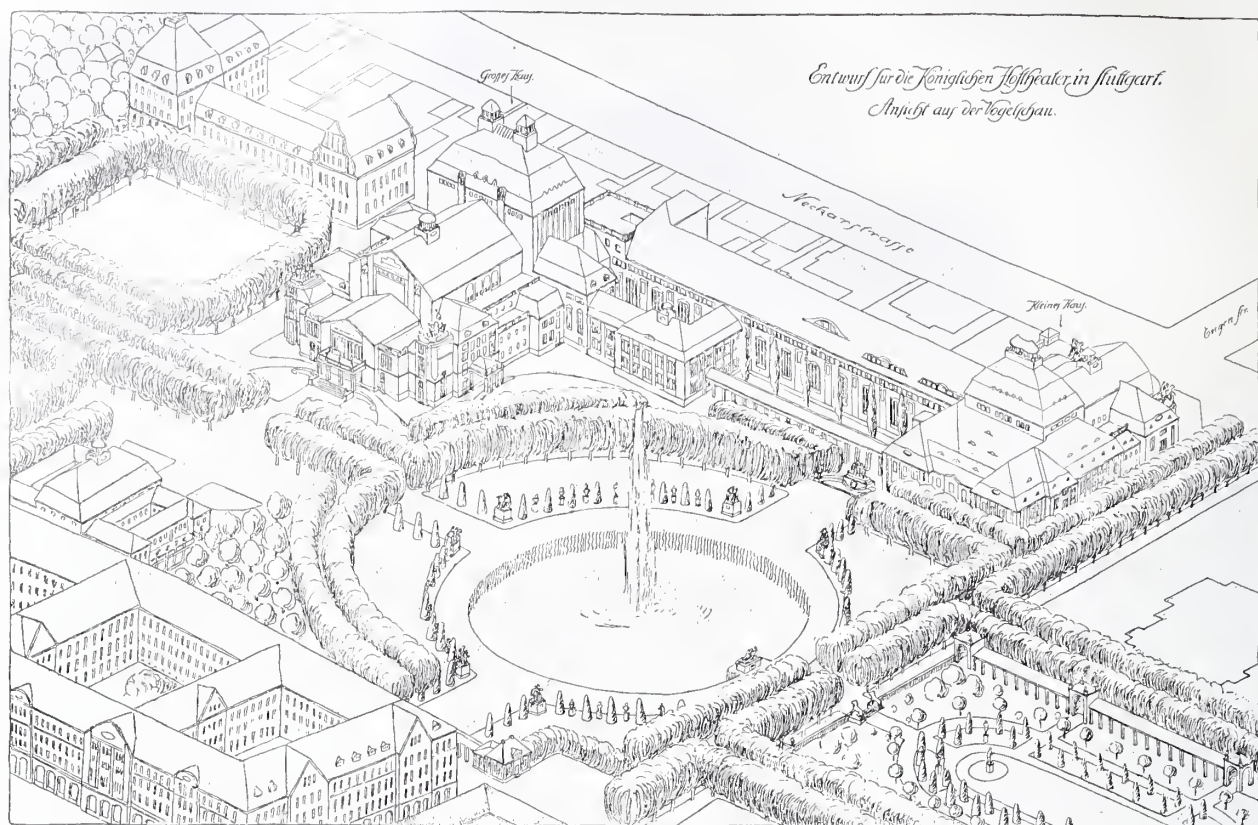 Entwurf für die Königlichen Hoftheater in Stuttgart.
Ansicht aus der Vogelschau.
Großes Haus.
Neckarstrasse
Kleines Haus.